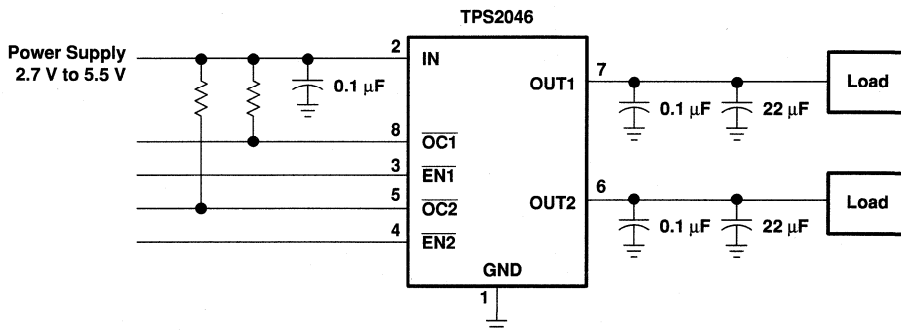 TPS2046
Power Supply
2.7 V to 5.5 V
2
IN
0.1 μF
OUT1
7
0.1 μF
22 μF
Load
8
OC1
3
EN1
5
OC2
4
EN2
OUT2
6
0.1 μF
22 μF
Load
GND
1